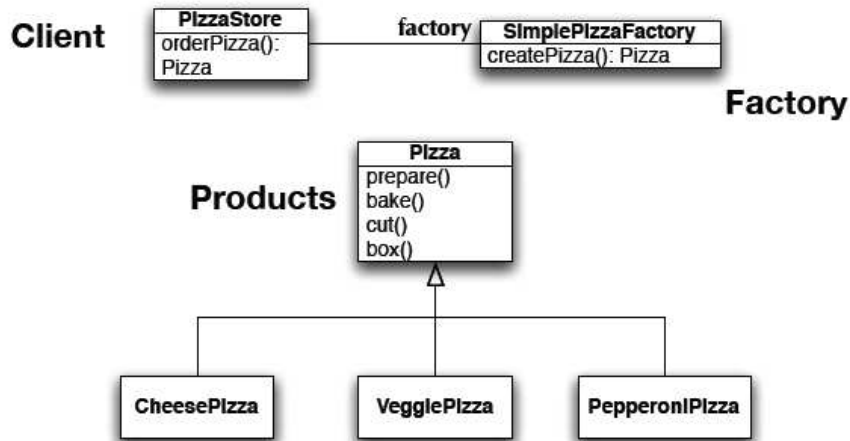 Client
PizzaStore
orderPizza():
Pizza
factory
SimplePizzaFactory
createPizza(): Pizza
Factory
Products
Pizza
prepare()
bake()
cut()
box()
CheesePizza
VeggiePizza
PepperoniPizza